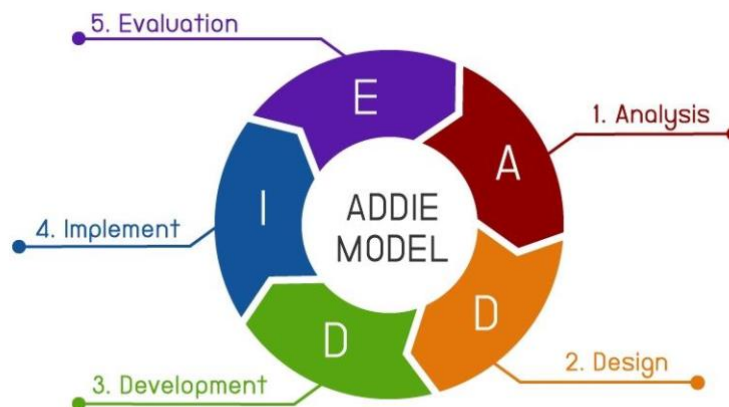 5. Evaluation
E
1. Analysis
A
4. Implement
I
ADDIE
MODEL
D
D
2. Design
3. Development